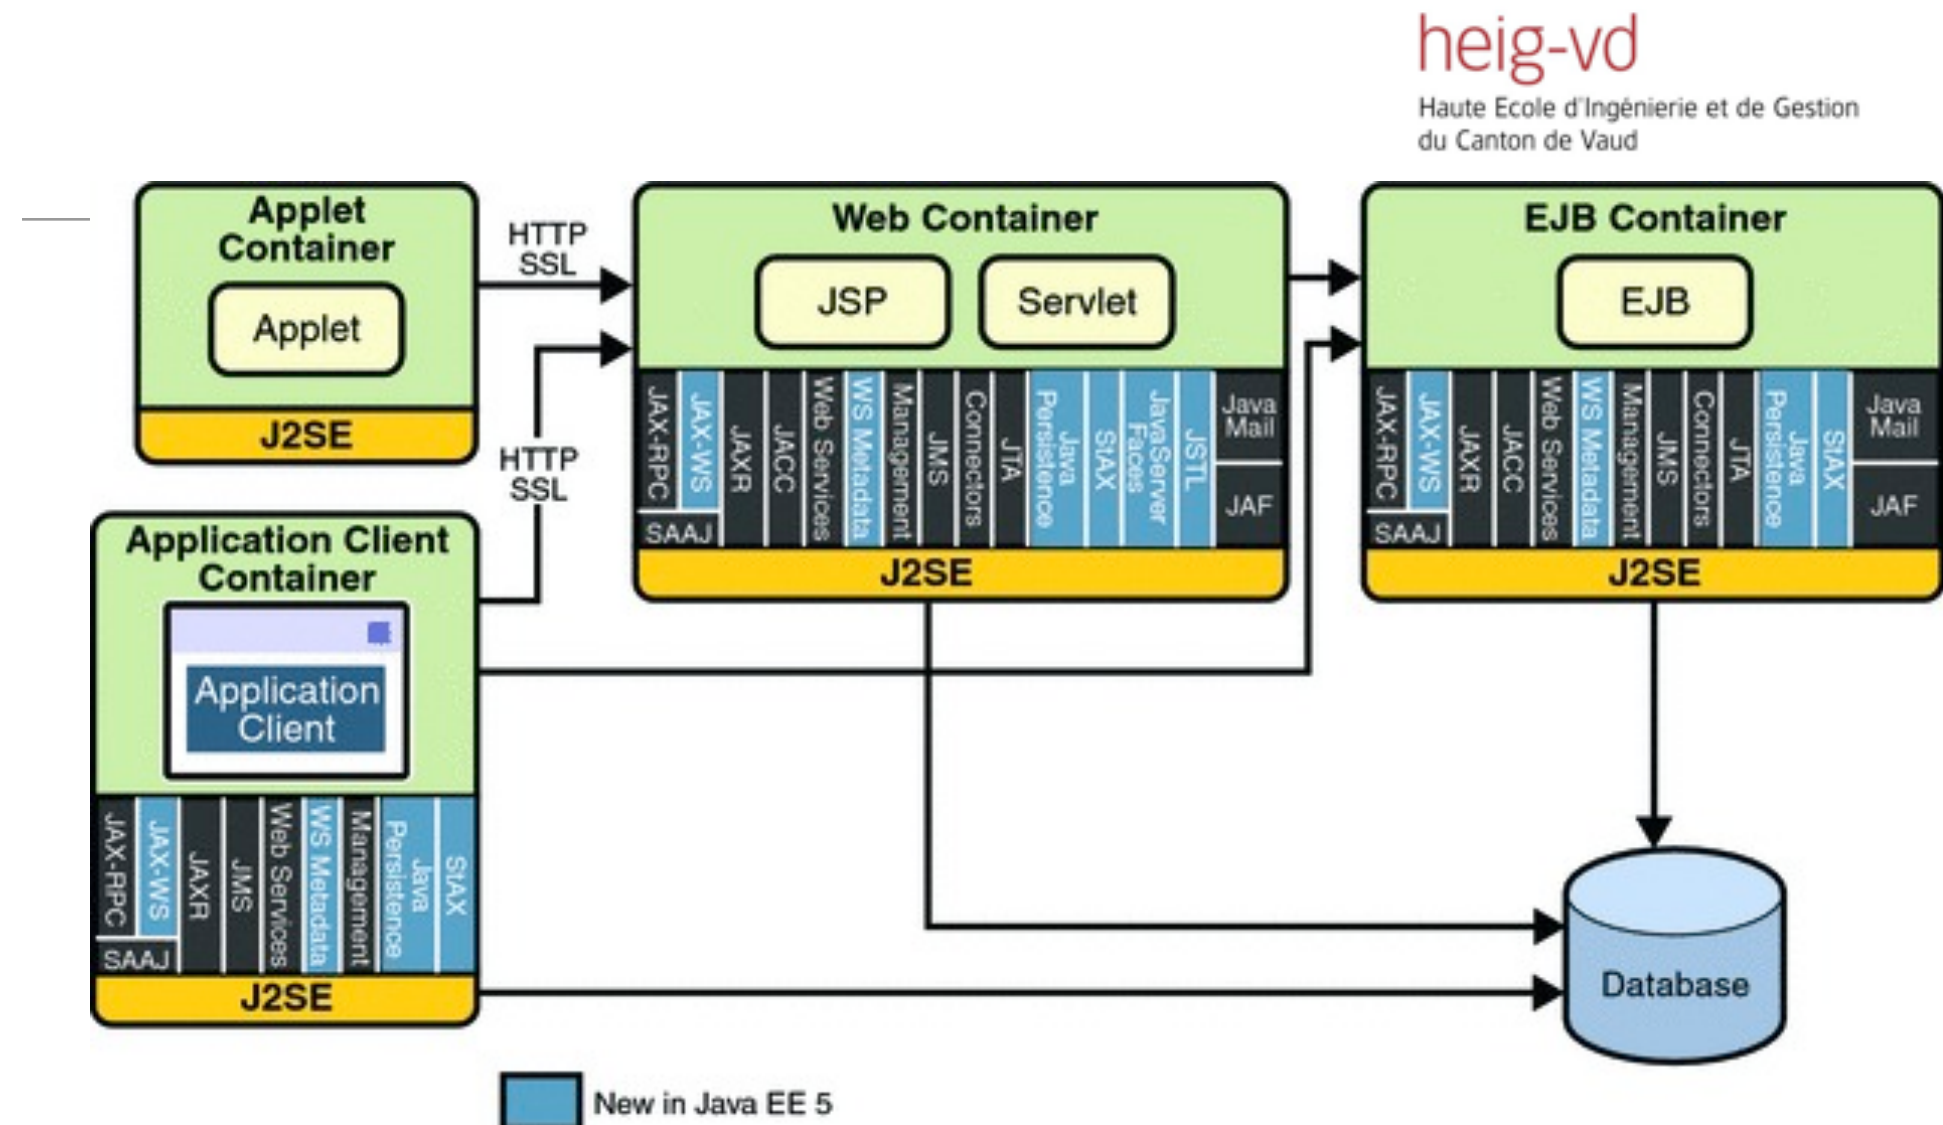 heig-vd
Haute Ecole d'Ingénierie et de Gestion
du Canton de Vaud
Applet
Container
Applet
J2SE
HTTP
SSL
HTTP
SSL
Web Container
JSP
Servlet
JAX-RPC
JAX-WS
SAAJ
JAXR
JACC
Web Services
WS Metadata
Management
JMS
Connectors
JTA
Java
Persistence
StAX
JavaServer
Faces
JSTL
Java
Mail
JAF
J2SE
EJB Container
EJB
JAX-RPC
JAX-WS
SAAJ
JAXR
JACC
Web Services
WS Metadata
Management
JMS
Connectors
JTA
Java
Persistence
StAX
Java
Mail
JAF
J2SE
Application Client
Container
Application
Client
JAX-RPC
JAX-WS
SAAJ
JAXR
JMS
Web Services
WS Metadata
Management
Java
Persistence
StAX
J2SE
Database
New in Java EE 5